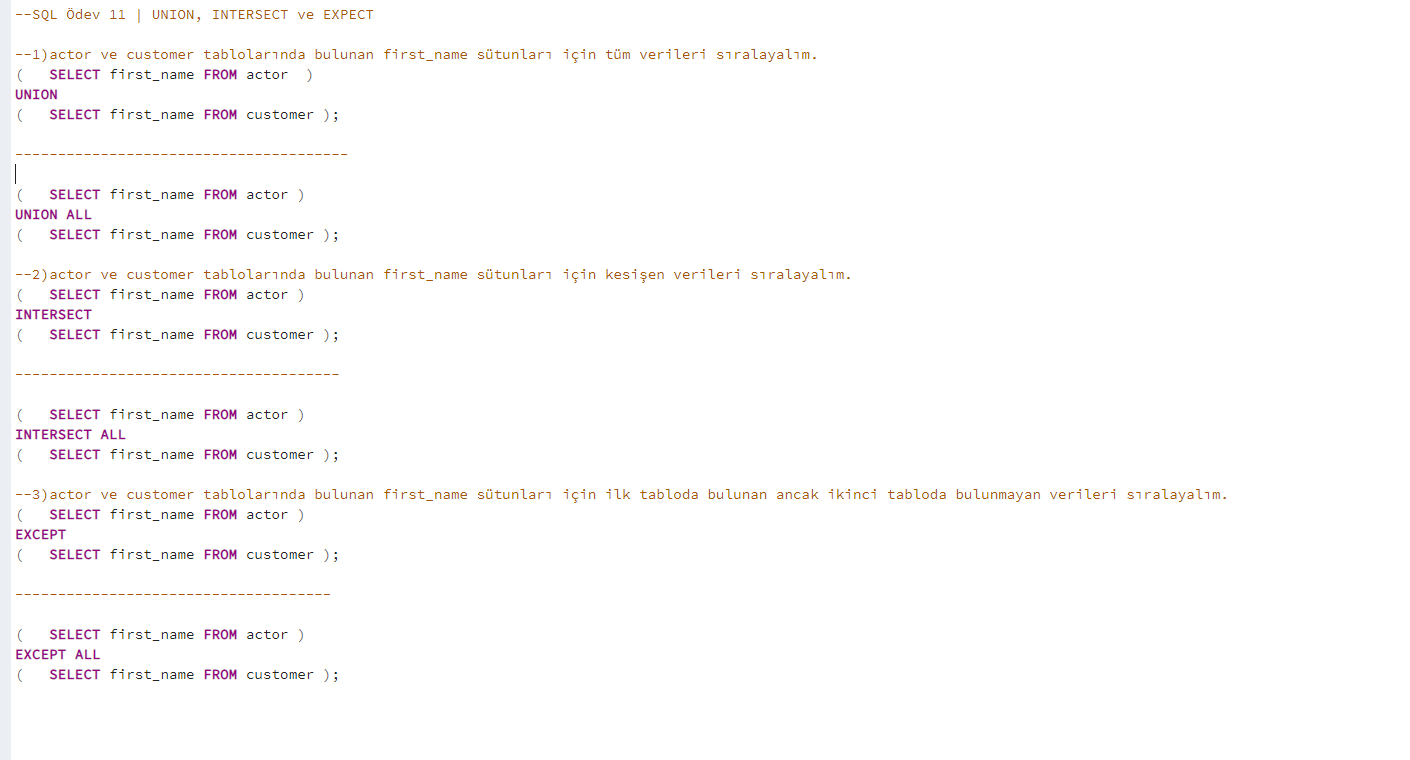 --SQL Ödev 11 | UNION, INTERSECT ve EXPECT
--1)actor ve customer tablolarında bulunan first_name sütunları için tüm verileri sıralayalım.
(   SELECT first_name FROM actor  )
UNION
(   SELECT first_name FROM customer );
---------------------------------------
(   SELECT first_name FROM actor )
UNION ALL
(   SELECT first_name FROM customer );
--2)actor ve customer tablolarında bulunan first_name sütunları için kesişen verileri sıralayalım.
(   SELECT first_name FROM actor )
INTERSECT
(   SELECT first_name FROM customer );
--------------------------------------
(   SELECT first_name FROM actor )
INTERSECT ALL
(   SELECT first_name FROM customer );
--3)actor ve customer tablolarında bulunan first_name sütunları için ilk tabloda bulunan ancak ikinci tabloda bulunmayan verileri sıralayalım.
(   SELECT first_name FROM actor )
EXCEPT
(   SELECT first_name FROM customer );
-------------------------------------
(   SELECT first_name FROM actor )
EXCEPT ALL
(   SELECT first_name FROM customer );